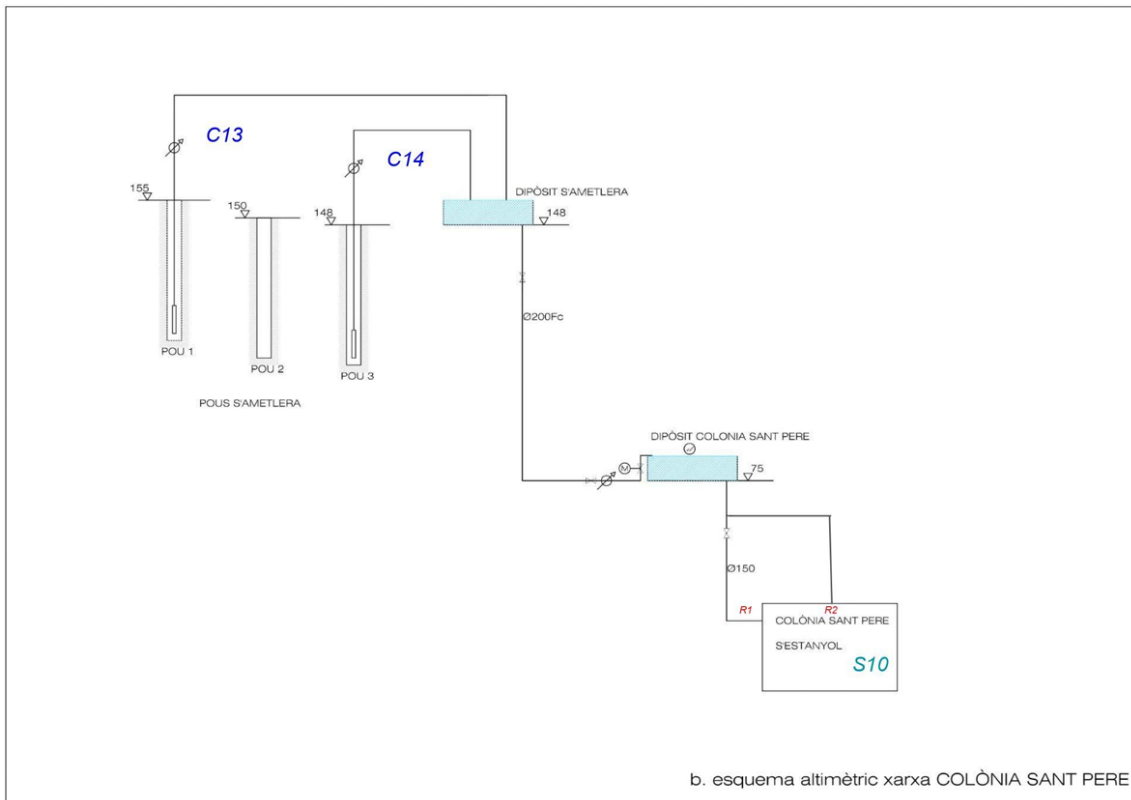 C13
C14
155
150
148
DIPÒSIT S'AMETLERA
148
Ø200Fc
POU 1
POU 2
POU 3
POUS S'AMETLERA
DIPÒSIT COLONIA SANT PERE
M
75
Ø150
R1
R2
COLÒNIA SANT PERE
S'ESTANYOL
S10
b. esquema altimètric xarxa COLÒNIA SANT PERE